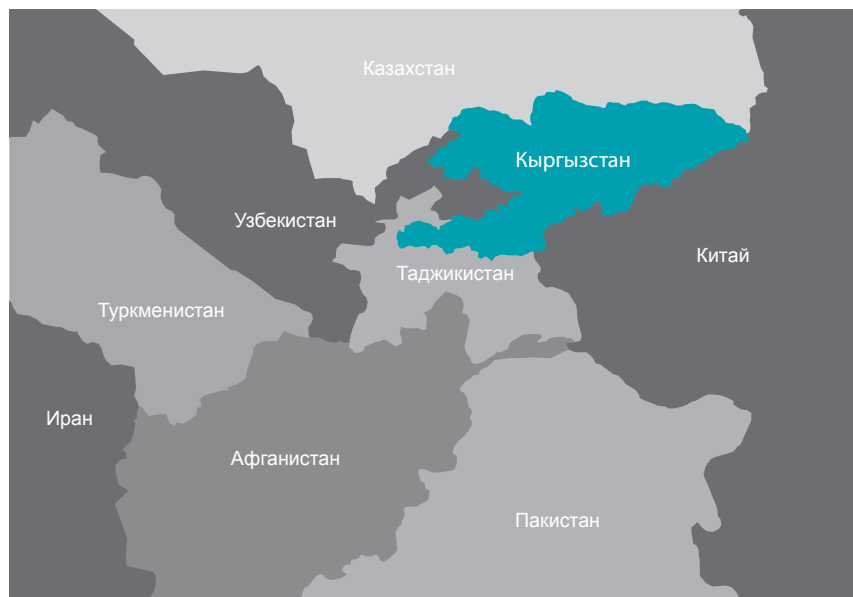 Казахстан
Кыргызстан
Узбекистан
Китай
Таджикистан
Туркменистан
Иран
Афганистан
Пакистан